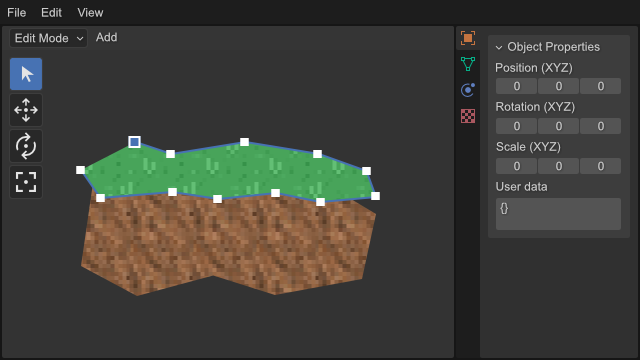 File Edit View
Edit Mode Add
Object Properties
Position (XYZ)
0 0 0
Rotation (XYZ)
0 0 0
Scale (XYZ)
0 0 0
User data
{}